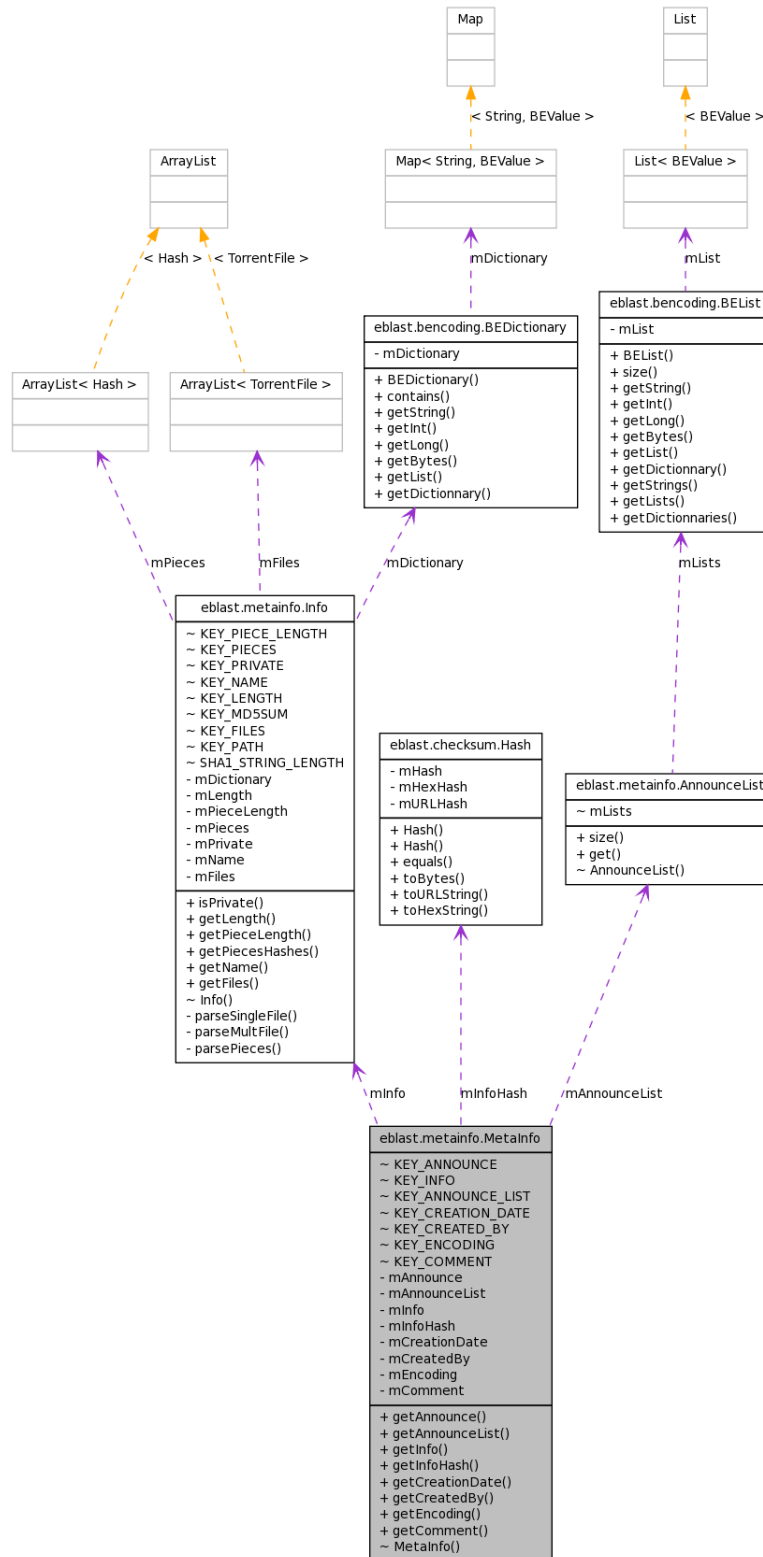 Map
List
< String, BEValue >
< BEValue >
ArrayList
Map< String, BEValue >
List< BEValue >
< Hash >
< TorrentFile >
mDictionary
mList
eblast.bencoding.BEDictionary
- mDictionary
+ BEDictionary()
+ contains()
+ getString()
+ getInt()
+ getLong()
+ getBytes()
+ getList()
+ getDictionnary()
eblast.bencoding.BEList
- mList
+ BEList()
+ size()
+ getString()
+ getInt()
+ getLong()
+ getBytes()
+ getList()
+ getDictionnary()
+ getStrings()
+ getLists()
+ getDictionnaries()
ArrayList< Hash >
ArrayList< TorrentFile >
mPieces
mFiles
mDictionary
mLists
eblast.metainfo.Info
~ KEY_PIECE_LENGTH
~ KEY_PIECES
~ KEY_PRIVATE
~ KEY_NAME
~ KEY_LENGTH
~ KEY_MD5SUM
~ KEY_FILES
~ KEY_PATH
~ SHA1_STRING_LENGTH
- mDictionary
- mLength
- mPieceLength
- mPieces
- mPrivate
- mName
- mFiles
+ isPrivate()
+ getLength()
+ getPieceLength()
+ getPiecesHashes()
+ getName()
+ getFiles()
~ Info()
- parseSingleFile()
- parseMultFile()
- parsePieces()
eblast.checksum.Hash
- mHash
- mHexHash
- mURLHash
+ Hash()
+ Hash()
+ equals()
+ toBytes()
+ toURLString()
+ toHexString()
eblast.metainfo.AnnounceList
~ mLists
+ size()
+ get()
~ AnnounceList()
mInfo
mInfoHash
mAnnounceList
eblast.metainfo.MetaInfo
~ KEY_ANNOUNCE
~ KEY_INFO
~ KEY_ANNOUNCE_LIST
~ KEY_CREATION_DATE
~ KEY_CREATED_BY
~ KEY_ENCODING
~ KEY_COMMENT
- mAnnounce
- mAnnounceList
- mInfo
- mInfoHash
- mCreationDate
- mCreatedBy
- mEncoding
- mComment
+ getAnnounce()
+ getAnnounceList()
+ getInfo()
+ getInfoHash()
+ getCreationDate()
+ getCreatedBy()
+ getEncoding()
+ getComment()
~ MetaInfo()